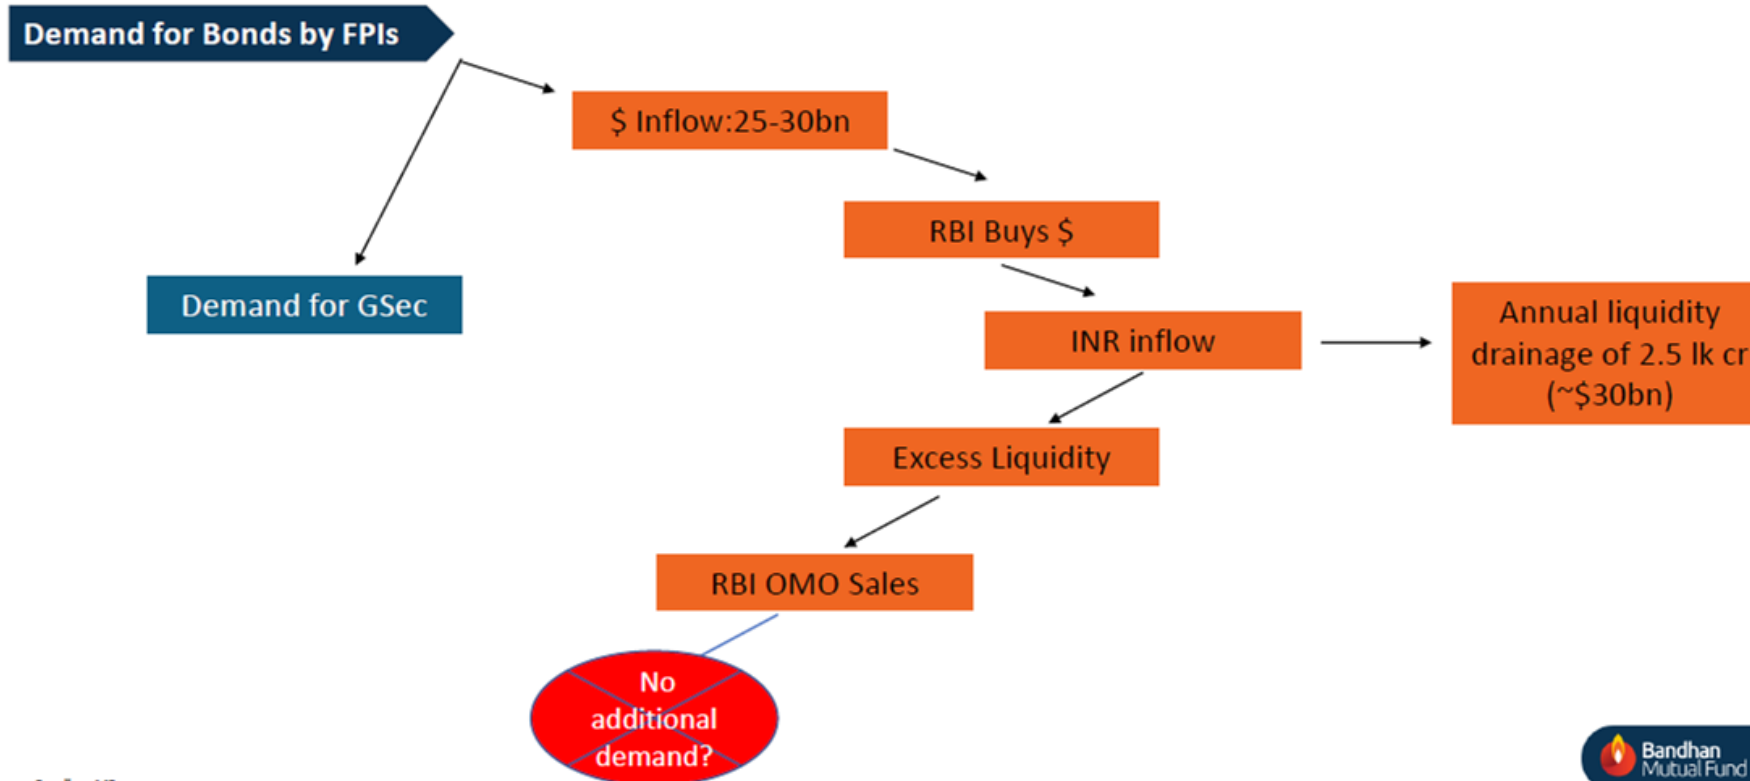 Demand for Bonds by FPIs
$ Inflow:25-30bn
RBI Buys $
Demand for GSec
INR inflow
Annual liquidity
drainage of 2.5 lk cr
(~$30bn)
Excess Liquidity
RBI OMO Sales
No
additional
demand?
Bandhan
Mutual Fund